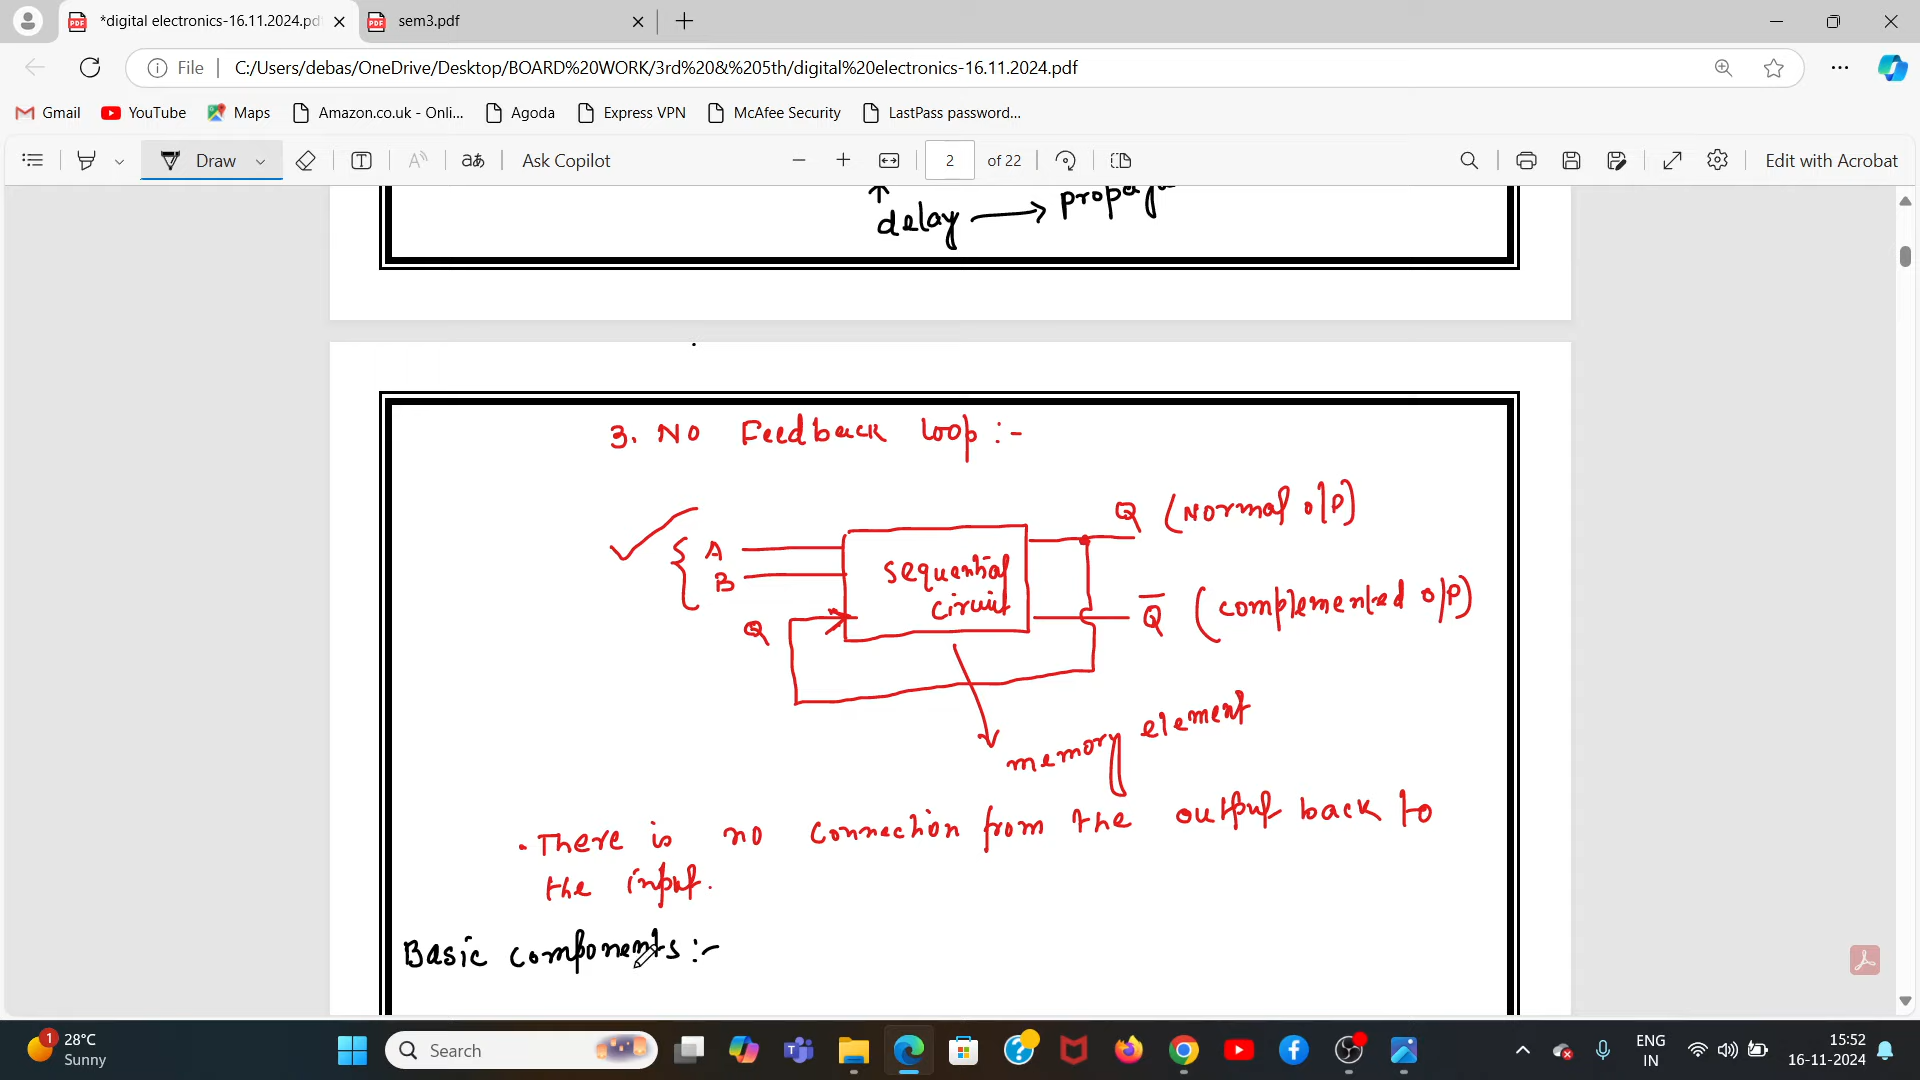 *digital electronics-16.11.2024.pd
sem3.pdf
File
C:/Users/debas/OneDrive/Desktop/BOARD%20WORK/3rd%20&%205th/digital%20electronics-16.11.2024.pdf
Gmail
YouTube
Maps
Amazon.co.uk - Onli...
Agoda
Express VPN
McAfee Security
LastPass password...
Draw
aあ
Ask Copilot
2 of 22
Edit with Acrobat
delay
3. No Feedback loop :-
Q (Normal o/p)
A
B
sequential
circuit
Q̅ (complemented o/p)
Q
memory element
• There is no connection from the output back to
the input.
Basic components :-
1
28°C
Sunny
Search
ENG
IN
15:52
16-11-2024